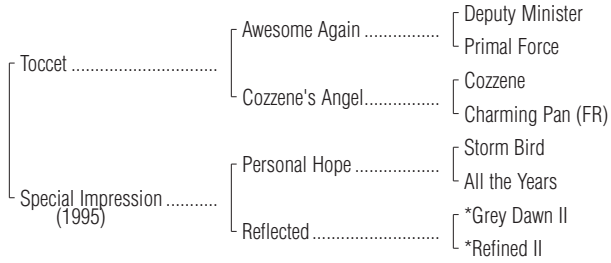 Deputy Minister
Awesome Again ................
Primal Force
Toccet ...............................
Cozzene
Cozzene's Angel................
Charming Pan (FR)
Storm Bird
Personal Hope ..................
All the Years
Special Impression ...........
(1995)
*Grey Dawn II
Reflected...........................
*Refined II